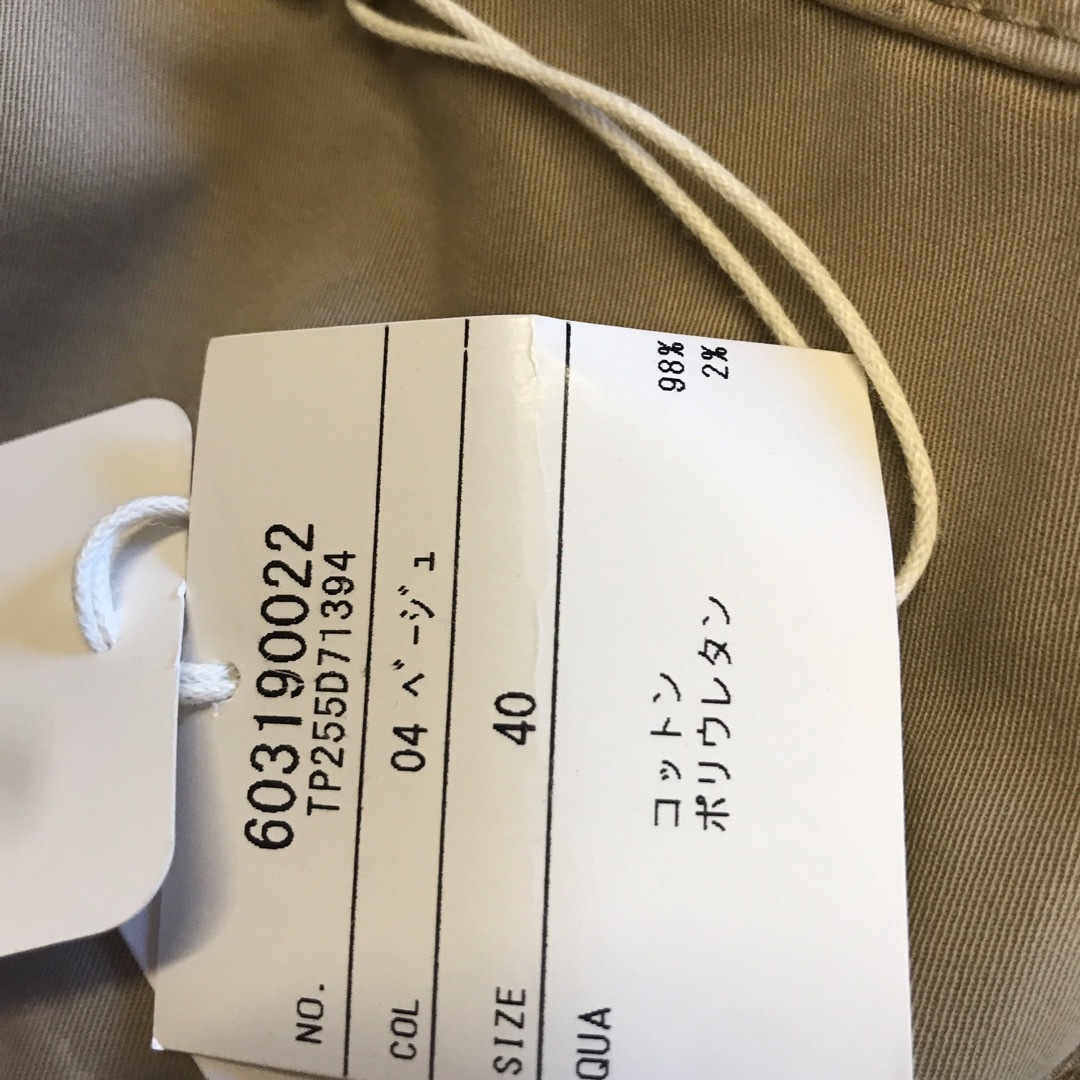 6031900022
NO. TP255D71394
COL 04 ﾍﾞｰｼﾞｭ
SIZE 40
QUA
コットン 98%
ポリウレタン 2%